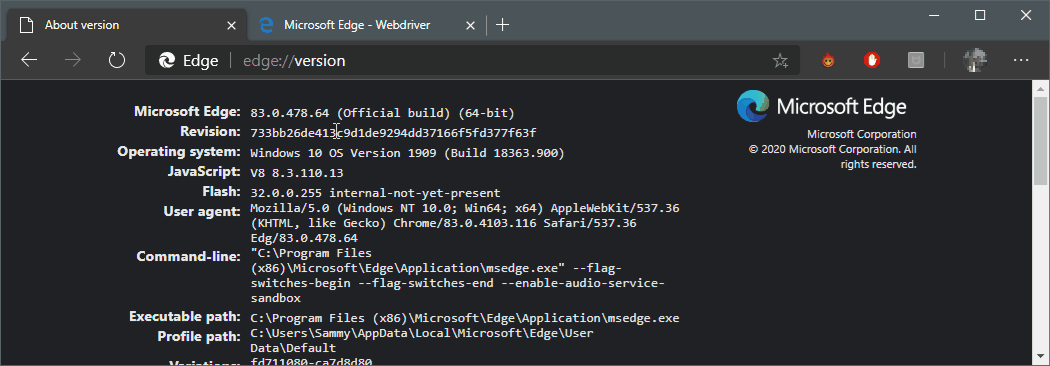 About version
Microsoft Edge - Webdriver
Edge
edge://version
Microsoft Edge
Microsoft Corporation
© 2020 Microsoft Corporation. All
rights reserved.
Microsoft Edge: 83.0.478.64 (Official build) (64-bit)
Revision: 733bb26de413c9d1de9294dd37166f5fd377f63f
Operating system: Windows 10 OS Version 1909 (Build 18363.900)
JavaScript: V8 8.3.110.13
Flash: 32.0.0.255 internal-not-yet-present
User agent: Mozilla/5.0 (Windows NT 10.0; Win64; x64) AppleWebKit/537.36
(KHTML, like Gecko) Chrome/83.0.4103.116 Safari/537.36
Edg/83.0.478.64
Command-line: "C:\Program Files
(x86)\Microsoft\Edge\Application\msedge.exe" --flag-
switches-begin --flag-switches-end --enable-audio-service-
sandbox
Executable path: C:\Program Files (x86)\Microsoft\Edge\Application\msedge.exe
Profile path: C:\Users\Sammy\AppData\Local\Microsoft\Edge\User
Data\Default
Variations: fd711080-ca7d8d80